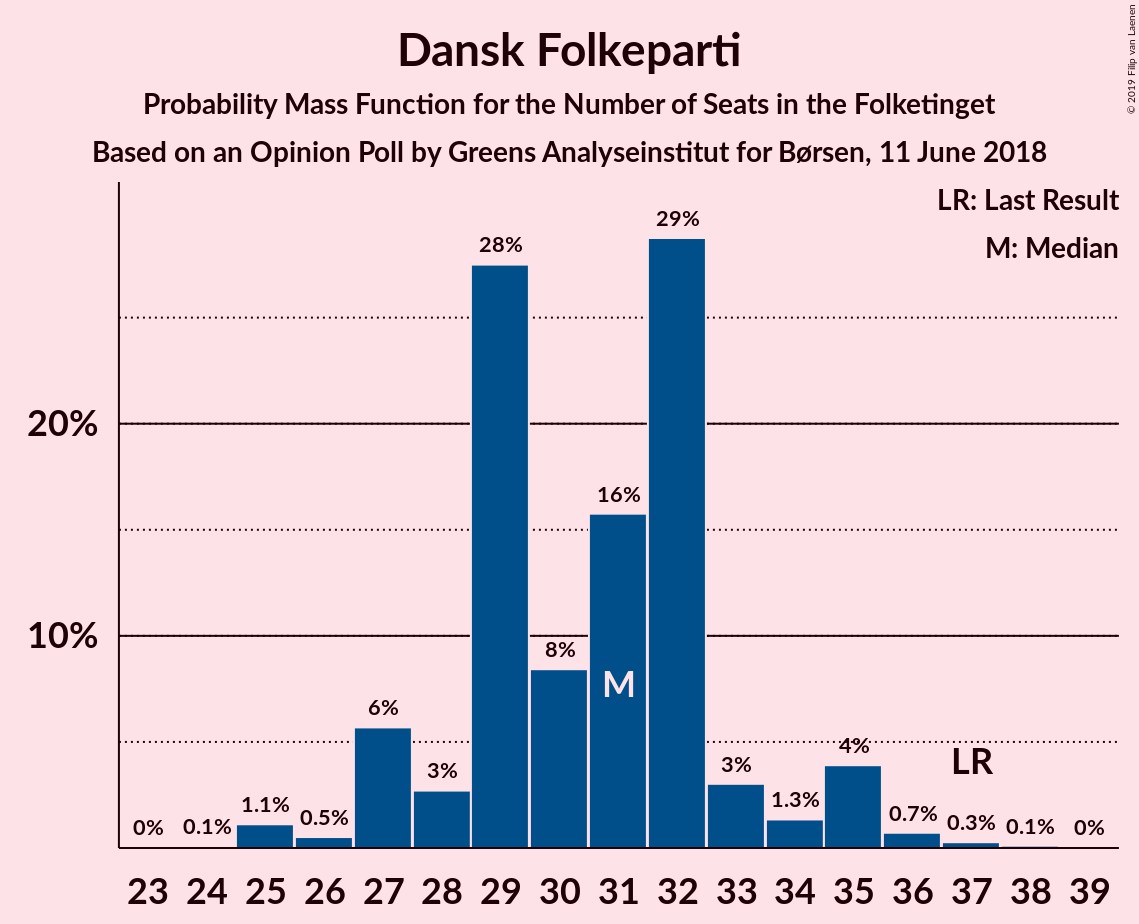 Dansk Folkeparti
Probability Mass Function for the Number of Seats in the Folketinget
Based on an Opinion Poll by Greens Analyseinstitut for Børsen, 11 June 2018
© 2019 Filip van Laenen
LR: Last Result
M: Median
20%
10%
0%
0.1%
1.1%
0.5%
6%
3%
28%
8%
16%
29%
3%
1.3%
4%
0.7%
0.3%
0.1%
0%
M
LR
23 24 25 26 27 28 29 30 31 32 33 34 35 36 37 38 39